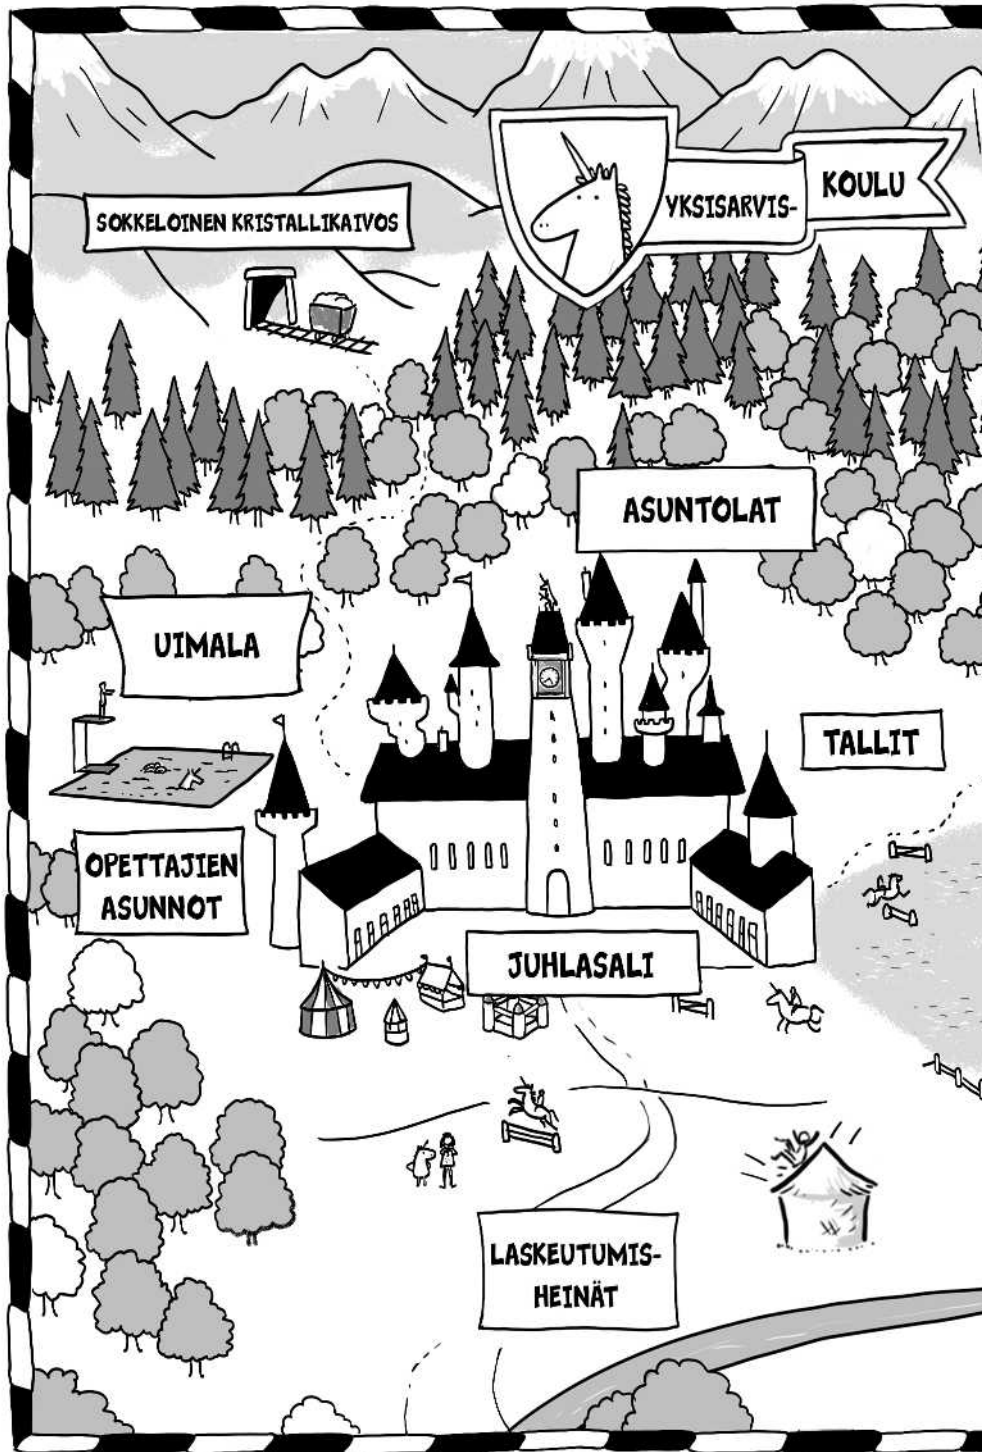 YKSISARVIS-
KOULU
SOKKELOINEN KRISTALLIKAIVOS
ASUNTOLAT
UIMALA
TALLIT
OPETTAJIEN
ASUNNOT
JUHLASALI
LASKEUTUMIS-
HEINÄT